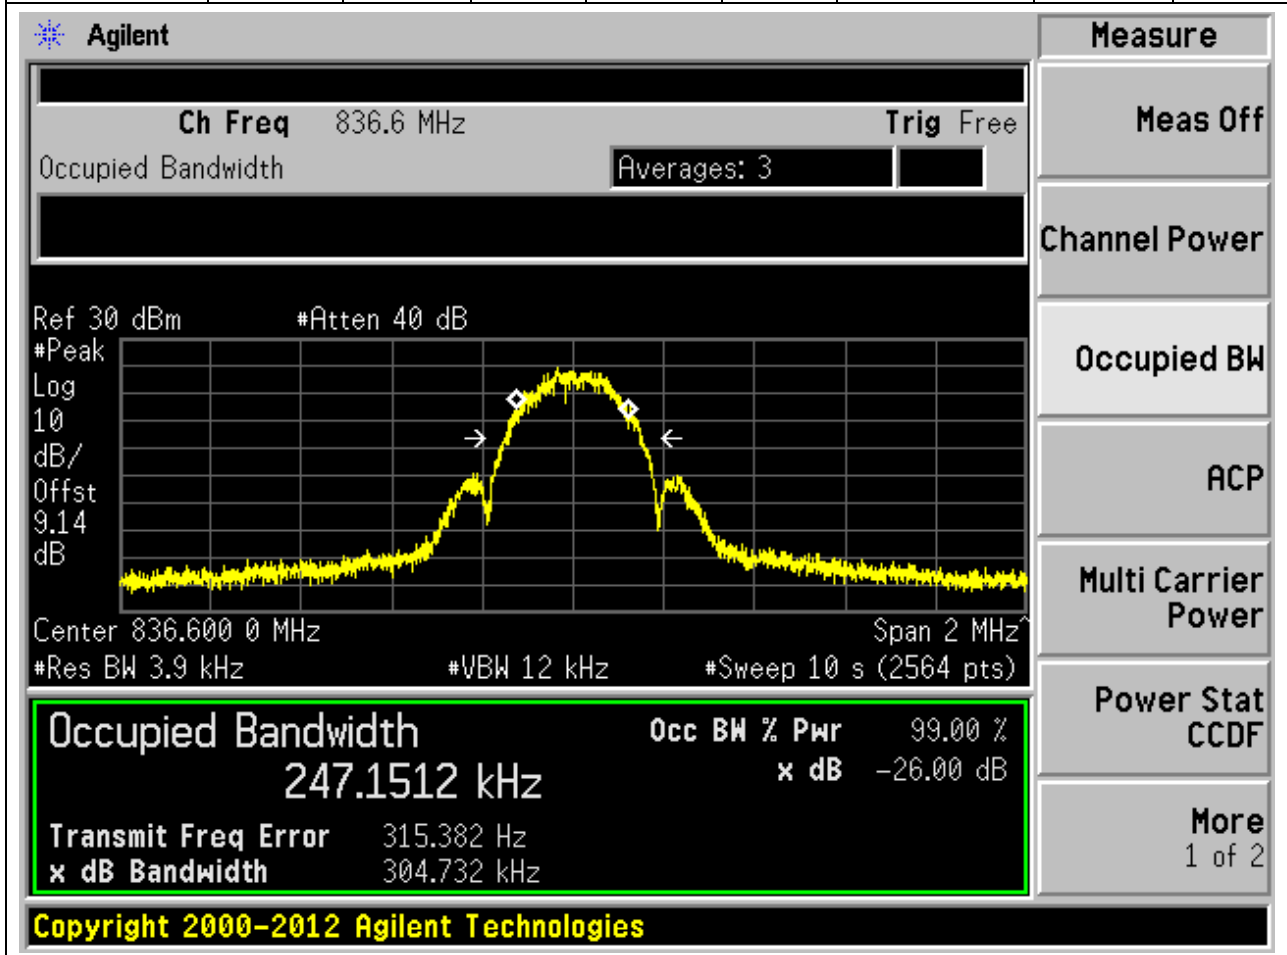 Agilent
Measure
Ch Freq 836.6 MHz Trig Free
Occupied Bandwidth Averages: 3
Ref 30 dBm #Atten 40 dB
#Peak
Log
10
dB/
Offst
9.14
dB
Center 836.600 0 MHz Span 2 MHz^
#Res BW 3.9 kHz #VBW 12 kHz #Sweep 10 s (2564 pts)
Occupied Bandwidth Occ BW % Pwr 99.00 %
247.1512 kHz x dB -26.00 dB
Transmit Freq Error 315.382 Hz
x dB Bandwidth 304.732 kHz
Copyright 2000-2012 Agilent Technologies
Meas Off
Channel Power
Occupied BW
ACP
Multi Carrier
Power
Power Stat
CCDF
More
1 of 2